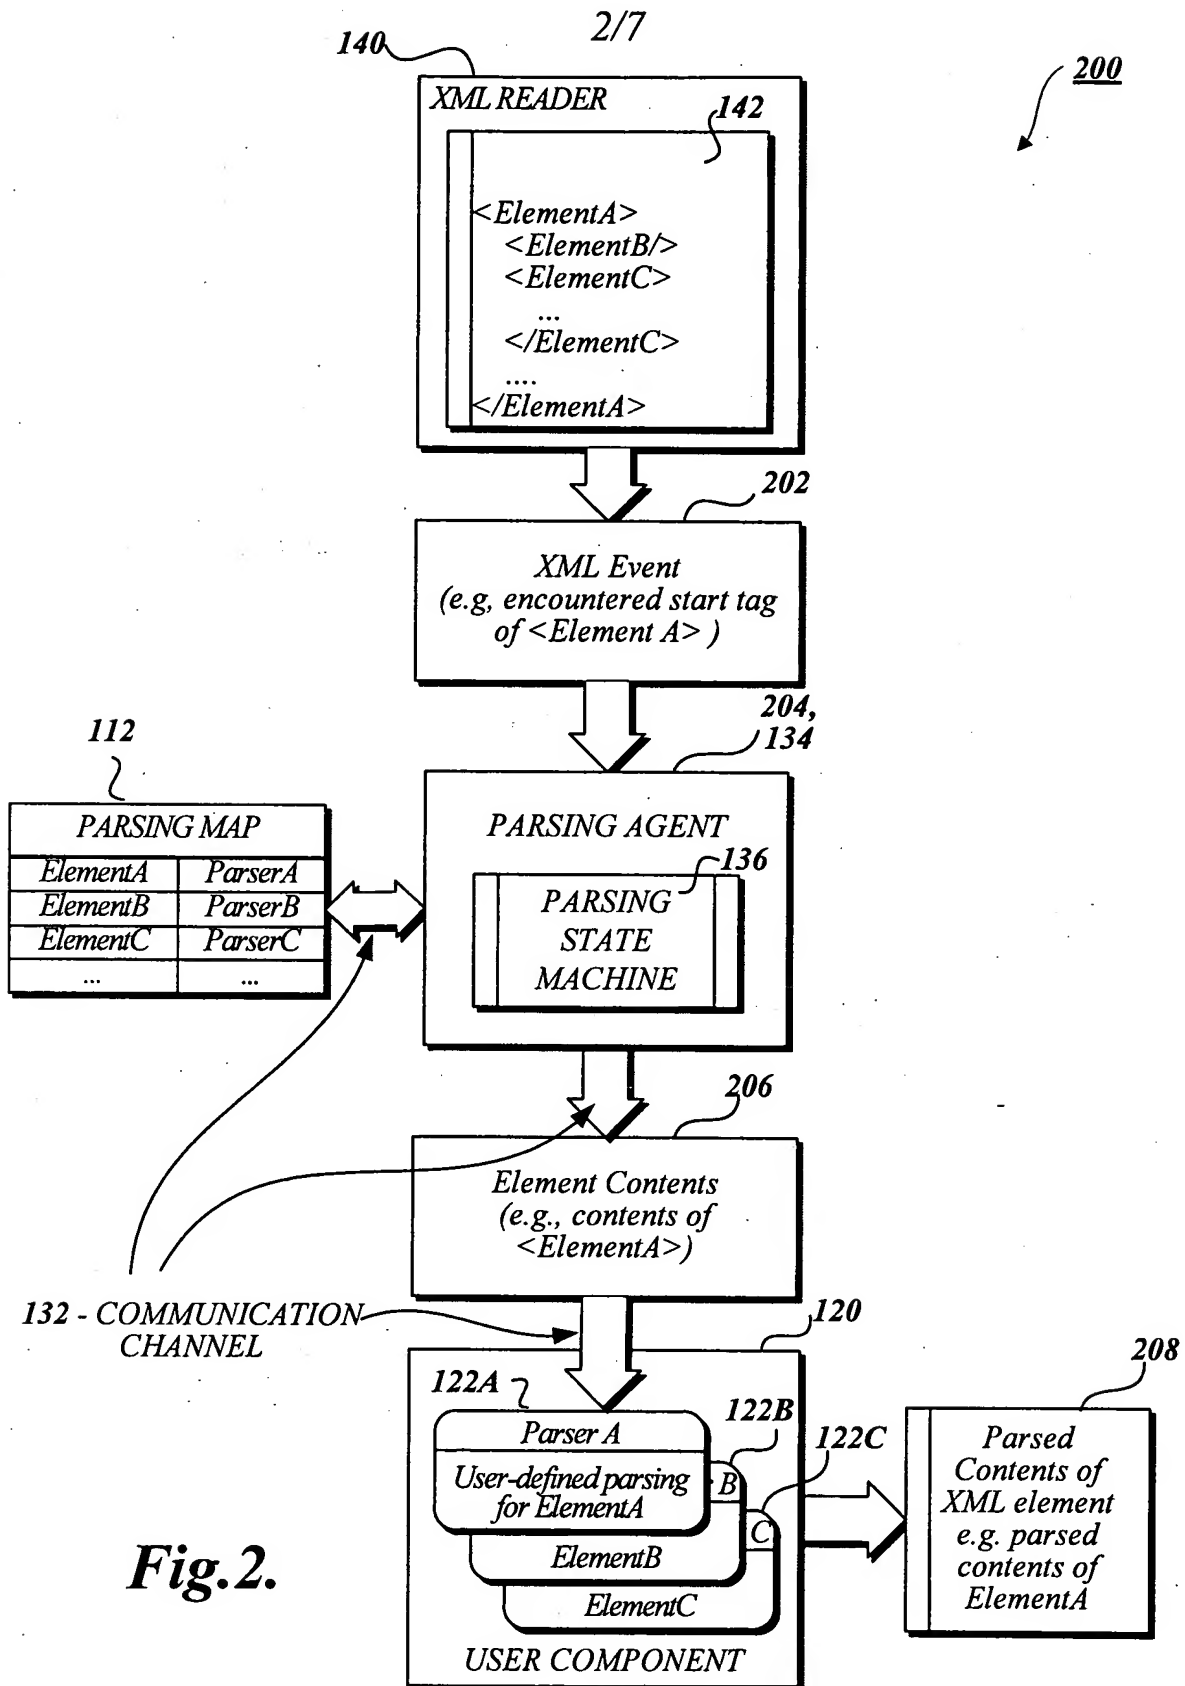 2/7
140
200
XML READER
142
<ElementA>
<ElementB/>
<ElementC>
...
</ElementC>
....
</ElementA>
202
XML Event
(e.g, encountered start tag
of <Element A> )
204,
134
112
PARSING MAP
ElementA ParserA
ElementB ParserB
ElementC ParserC
... ...
PARSING AGENT
136
PARSING
STATE
MACHINE
206
Element Contents
(e.g., contents of
<ElementA>)
132 - COMMUNICATION
CHANNEL
120
208
122A
122B
122C
Parser A
User-defined parsing
for ElementA
B
ElementB
C
ElementC
USER COMPONENT
Parsed
Contents of
XML element
e.g. parsed
contents of
ElementA
Fig.2.